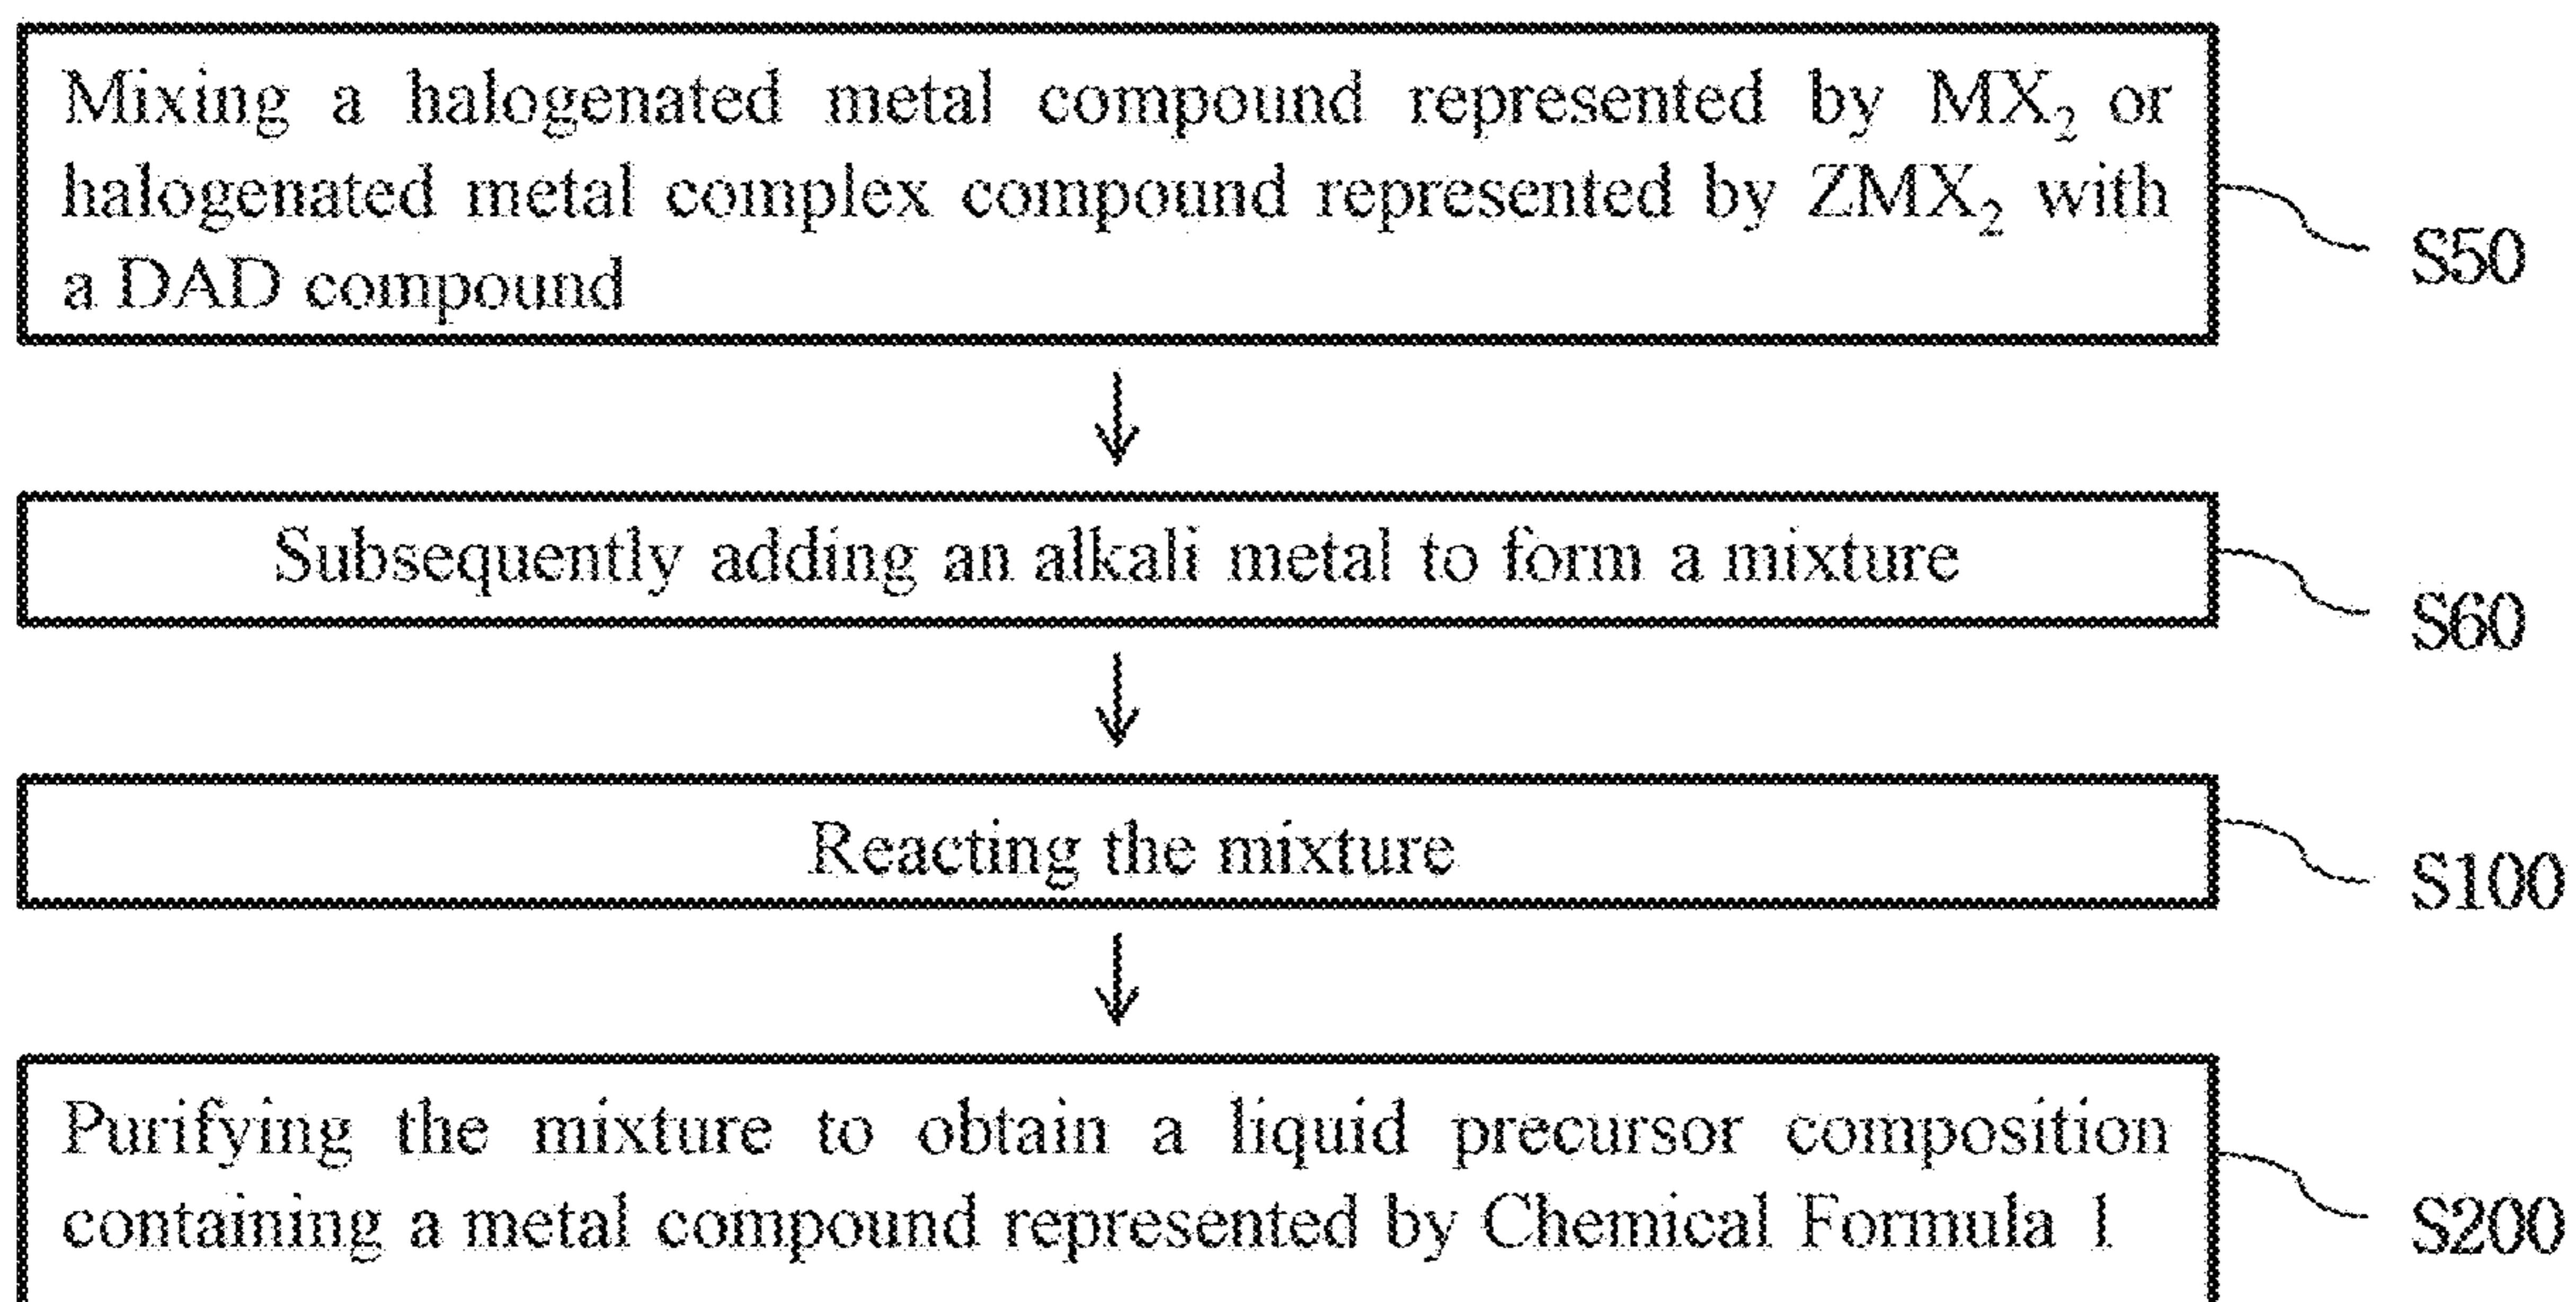 Mixing a halogenated metal compound represented by MX₂ or
halogenated metal complex compound represented by ZMX₂ with
a DAD compound
S50
Subsequently adding an alkali metal to form a mixture
S60
Reacting the mixture
S100
Purifying the mixture to obtain a liquid precursor composition
containing a metal compound represented by Chemical Formula 1
S200